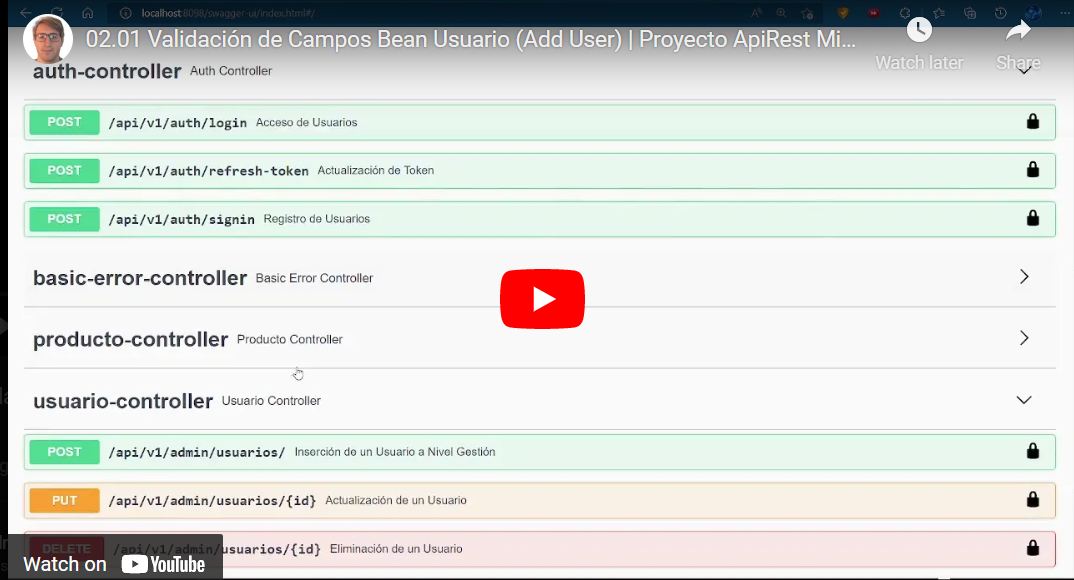 localhost:8098/swagger-ui/index.html#/
02.01 Validación de Campos Bean Usuario (Add User) | Proyecto ApiRest Mi...
Watch later
Share
auth-controller Auth Controller
POST /api/v1/auth/login Acceso de Usuarios
POST /api/v1/auth/refresh-token Actualización de Token
POST /api/v1/auth/signin Registro de Usuarios
basic-error-controller Basic Error Controller
producto-controller Producto Controller
usuario-controller Usuario Controller
POST /api/v1/admin/usuarios/ Inserción de un Usuario a Nivel Gestión
PUT /api/v1/admin/usuarios/{id} Actualización de un Usuario
DELETE /api/v1/admin/usuarios/{id} Eliminación de un Usuario
Watch on YouTube